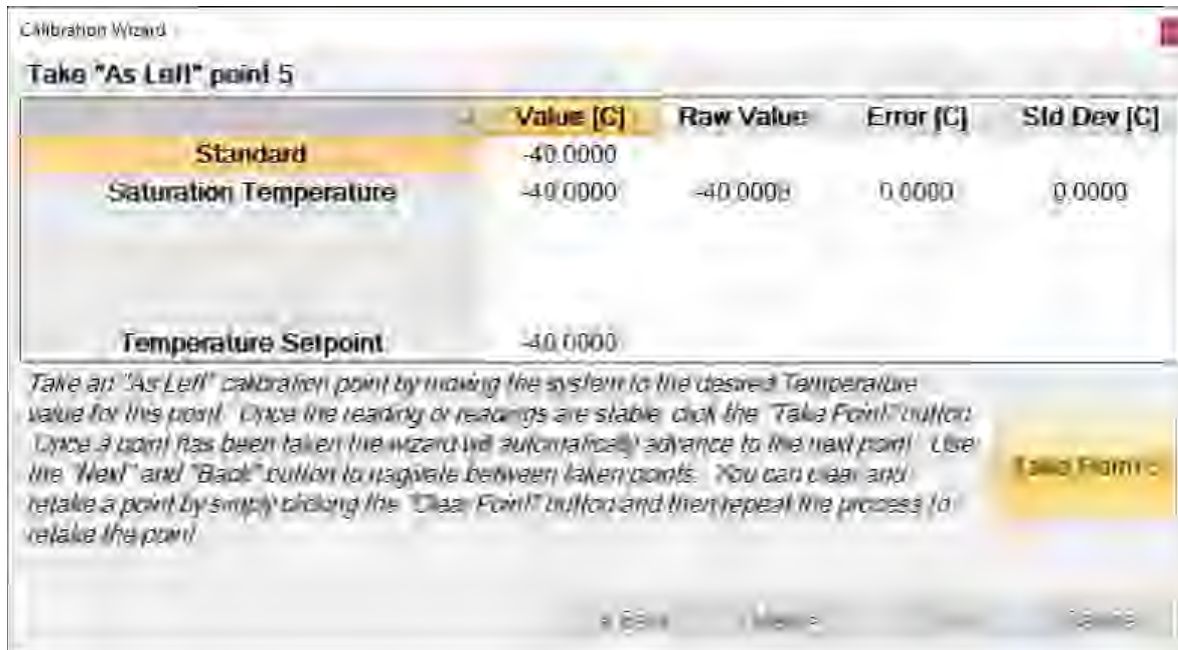 Calibration Wizard
Take "As Left" point 5
Value [C] Raw Value Error [C] Std Dev [C]
Standard -40.0000
Saturation Temperature -40.0000 -40.0008 0.0000 0.0000
Temperature Setpoint -40.0000
Take an "As Left" calibration point by moving the system to the desired Temperature
value for this point. Once the reading or readings are stable click the "Take Point" button.
Once a point has been taken the wizard will automatically advance to the next point. Use
the "Next" and "Back" button to nagivate between taken points. You can clear and
retake a point by simply clicking the "Clear Point" button and then repeat the process to
retake the point.
Take Point
< Back